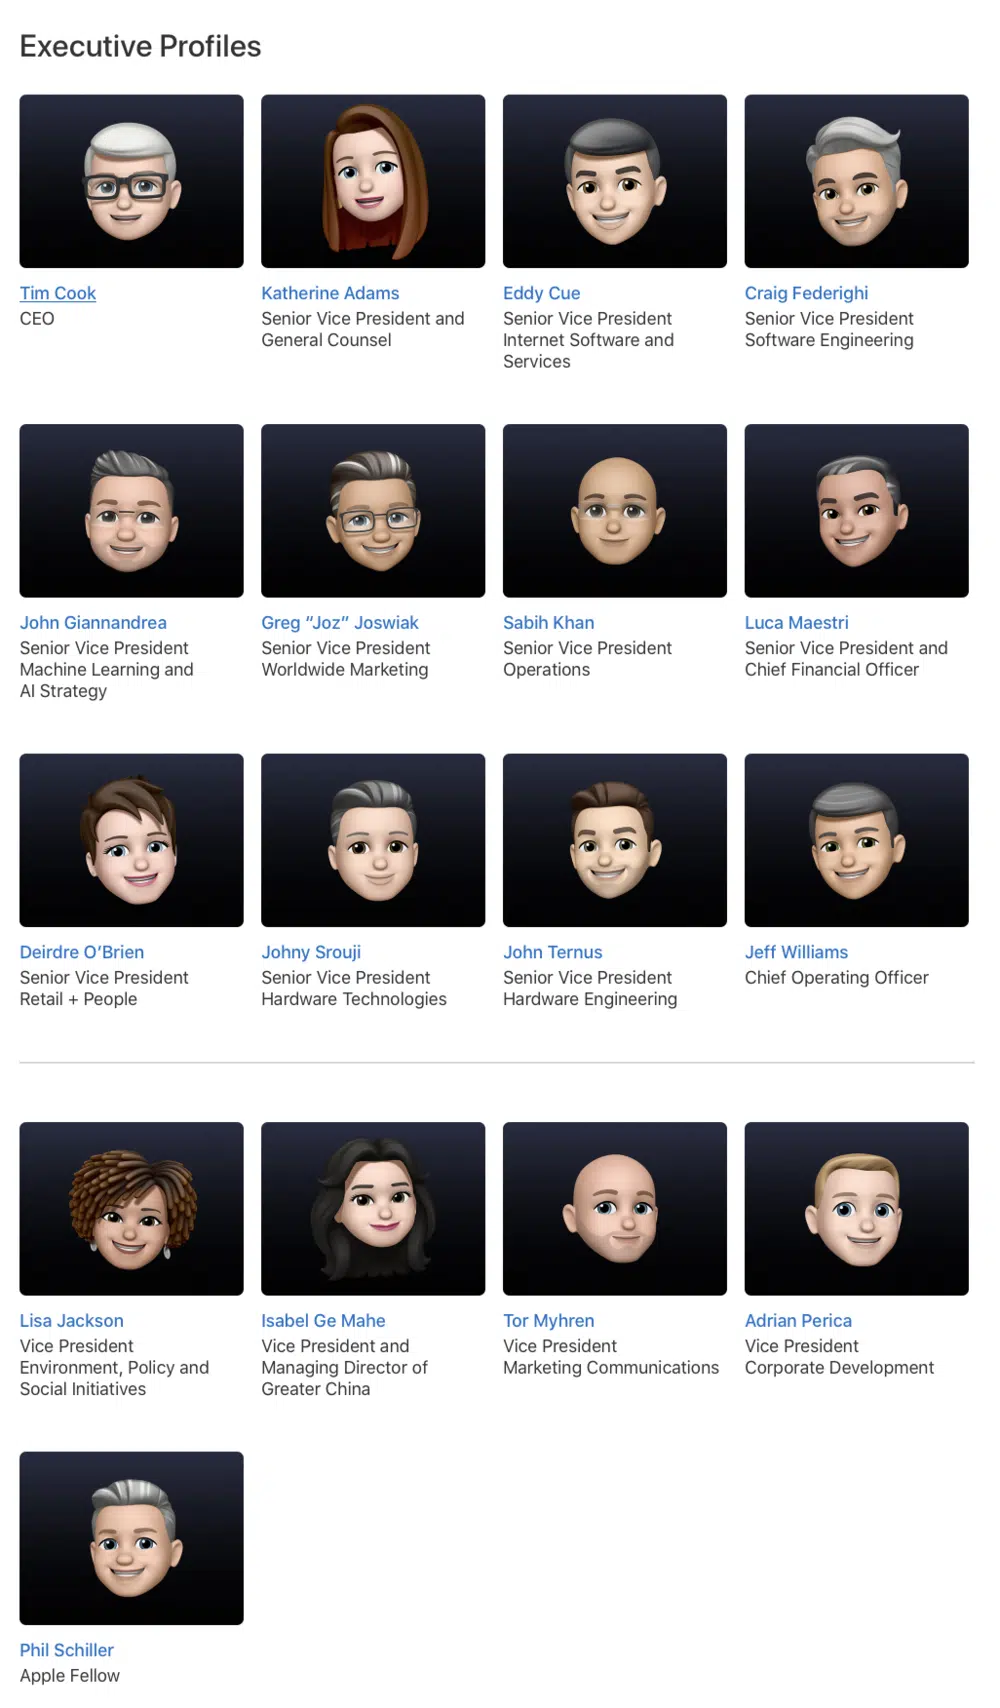 Executive Profiles
Tim Cook
CEO
Katherine Adams
Senior Vice President and
General Counsel
Eddy Cue
Senior Vice President
Internet Software and
Services
Craig Federighi
Senior Vice President
Software Engineering
John Giannandrea
Senior Vice President
Machine Learning and
AI Strategy
Greg “Joz” Joswiak
Senior Vice President
Worldwide Marketing
Sabih Khan
Senior Vice President
Operations
Luca Maestri
Senior Vice President and
Chief Financial Officer
Deirdre O’Brien
Senior Vice President
Retail + People
Johny Srouji
Senior Vice President
Hardware Technologies
John Ternus
Senior Vice President
Hardware Engineering
Jeff Williams
Chief Operating Officer
Lisa Jackson
Vice President
Environment, Policy and
Social Initiatives
Isabel Ge Mahe
Vice President and
Managing Director of
Greater China
Tor Myhren
Vice President
Marketing Communications
Adrian Perica
Vice President
Corporate Development
Phil Schiller
Apple Fellow